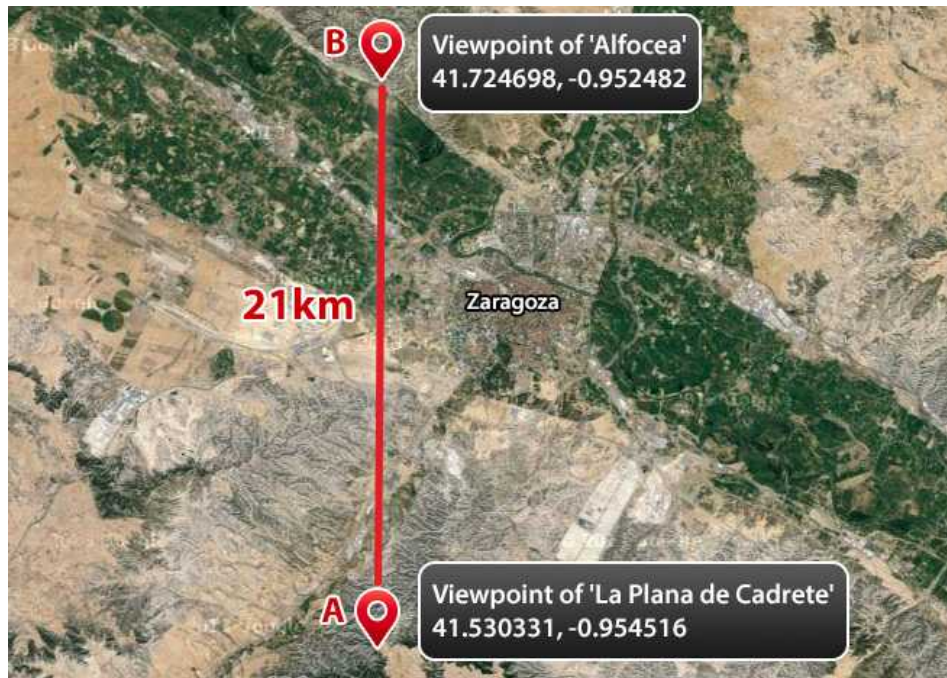 B
Viewpoint of 'Alfocea'
41.724698, -0.952482
21km
Zaragoza
A
Viewpoint of 'La Plana de Cadrete'
41.530331, -0.954516